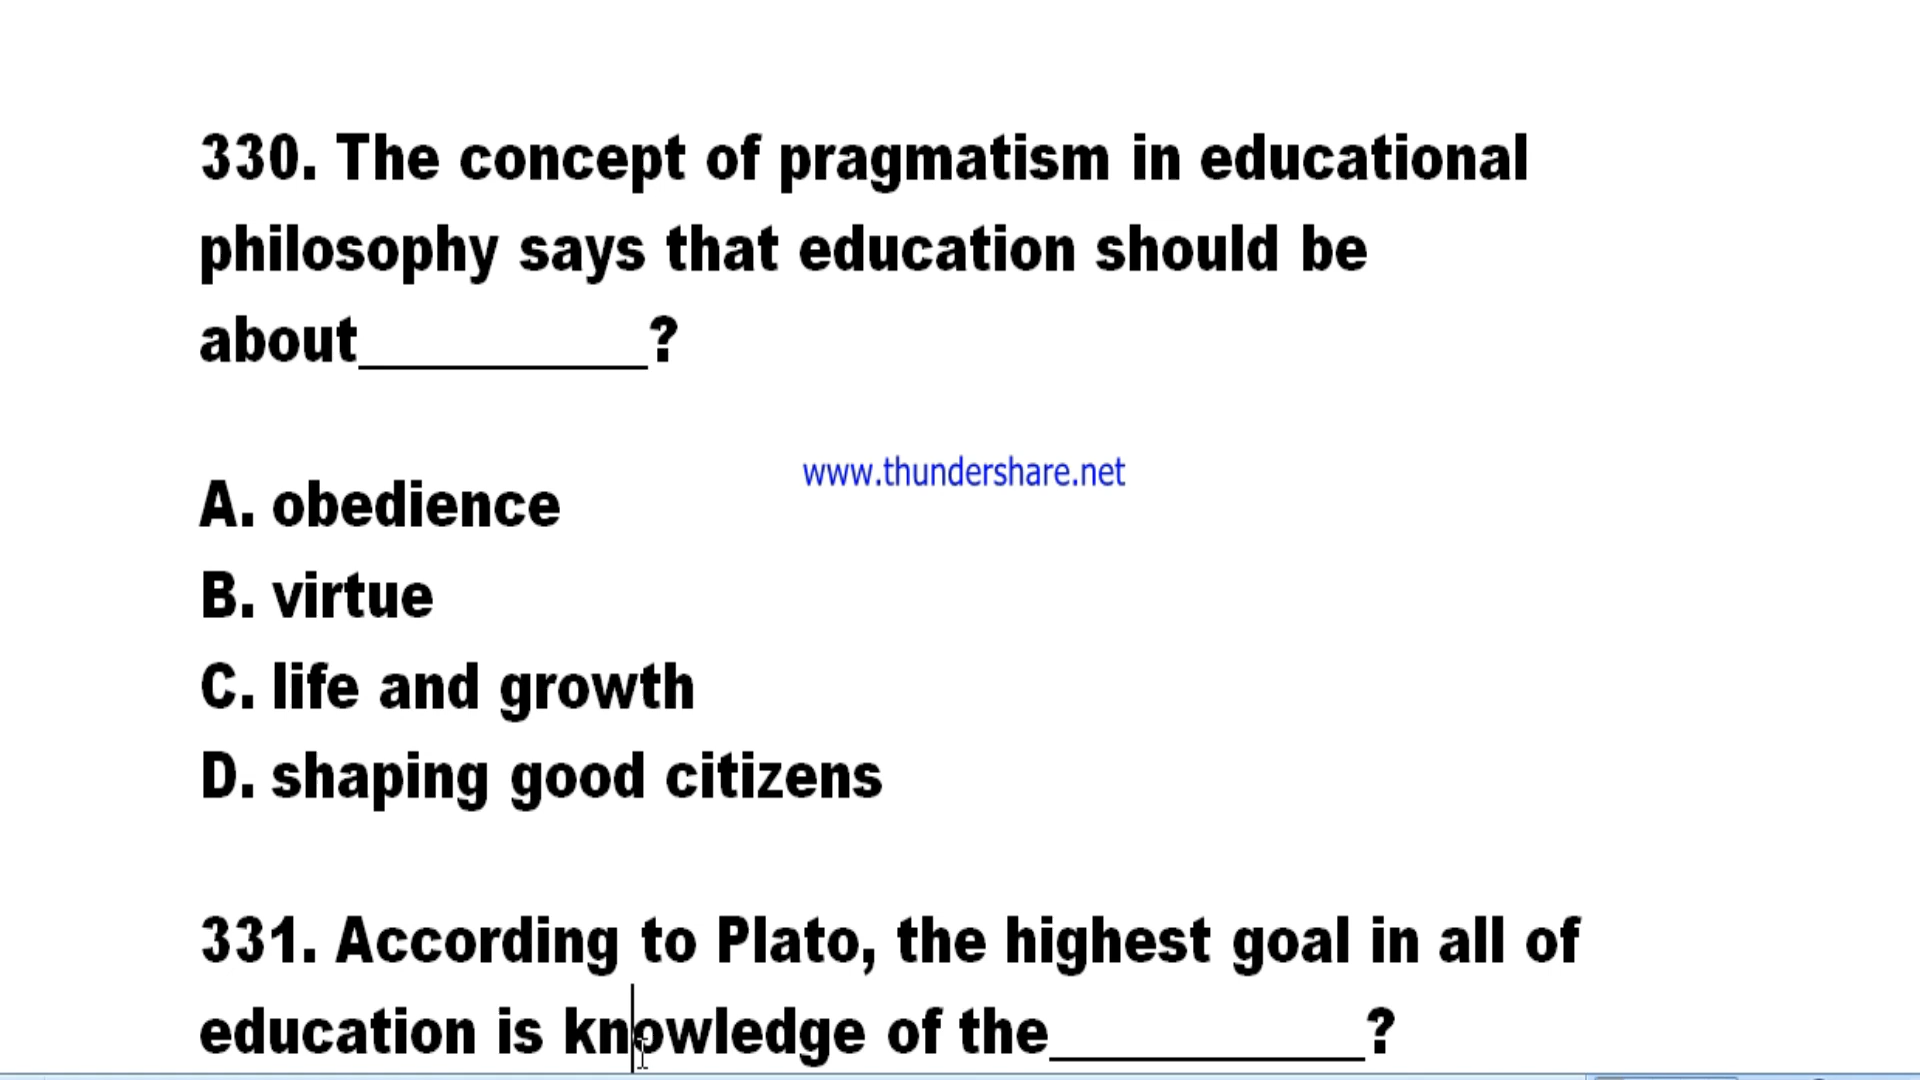 330. The concept of pragmatism in educational
philosophy says that education should be
about__________?
www.thundershare.net
A. obedience
B. virtue
C. life and growth
D. shaping good citizens
331. According to Plato, the highest goal in all of
education is knowledge of the___________?